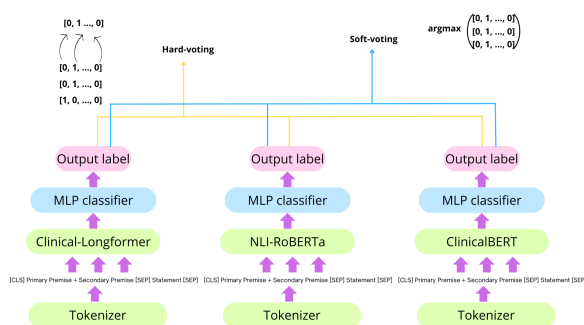 [0, 1 ..., 0]
Hard-voting
Soft-voting
argmax
[0, 1, ..., 0]
[0, 1, ..., 0]
[0, 1, ..., 0]
[0, 1, ..., 0]
[0, 1, ..., 0]
[1, 0, ..., 0]
Output label
Output label
Output label
MLP classifier
MLP classifier
MLP classifier
Clinical-Longformer
NLI-RoBERTa
ClinicalBERT
[CLS] Primary Premise + Secondary Premise [SEP] Statement [SEP]
[CLS] Primary Premise + Secondary Premise [SEP] Statement [SEP]
[CLS] Primary Premise + Secondary Premise [SEP] Statement [SEP]
Tokenizer
Tokenizer
Tokenizer